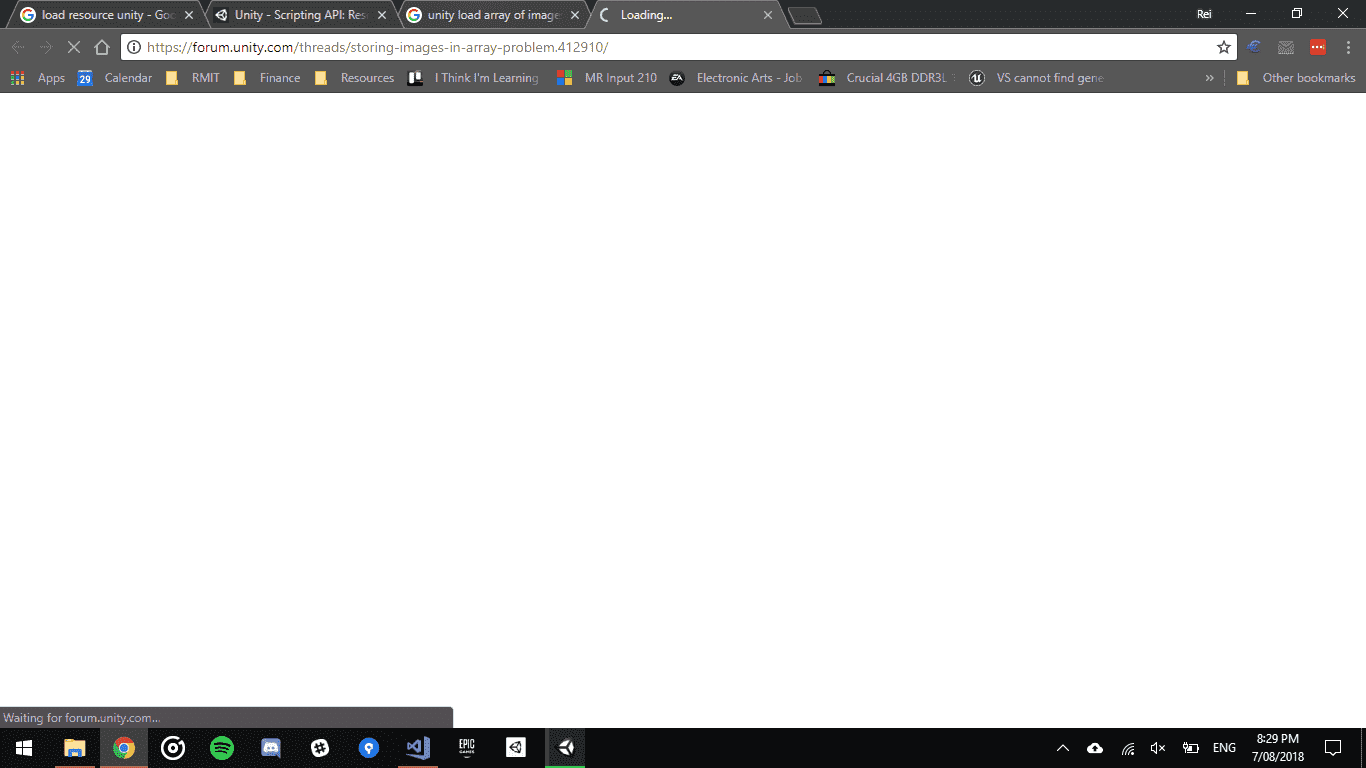 load resource unity - Goo
Unity - Scripting API: Res
unity load array of image
Loading...
Rei
https://forum.unity.com/threads/storing-images-in-array-problem.412910/
Apps
29
Calendar
RMIT
Finance
Resources
I Think I'm Learning
MR Input 210
EA
Electronic Arts - Job
Crucial 4GB DDR3L
VS cannot find gene
»
Other bookmarks
Waiting for forum.unity.com...
EPIC
GAMES
ENG
8:29 PM
7/08/2018